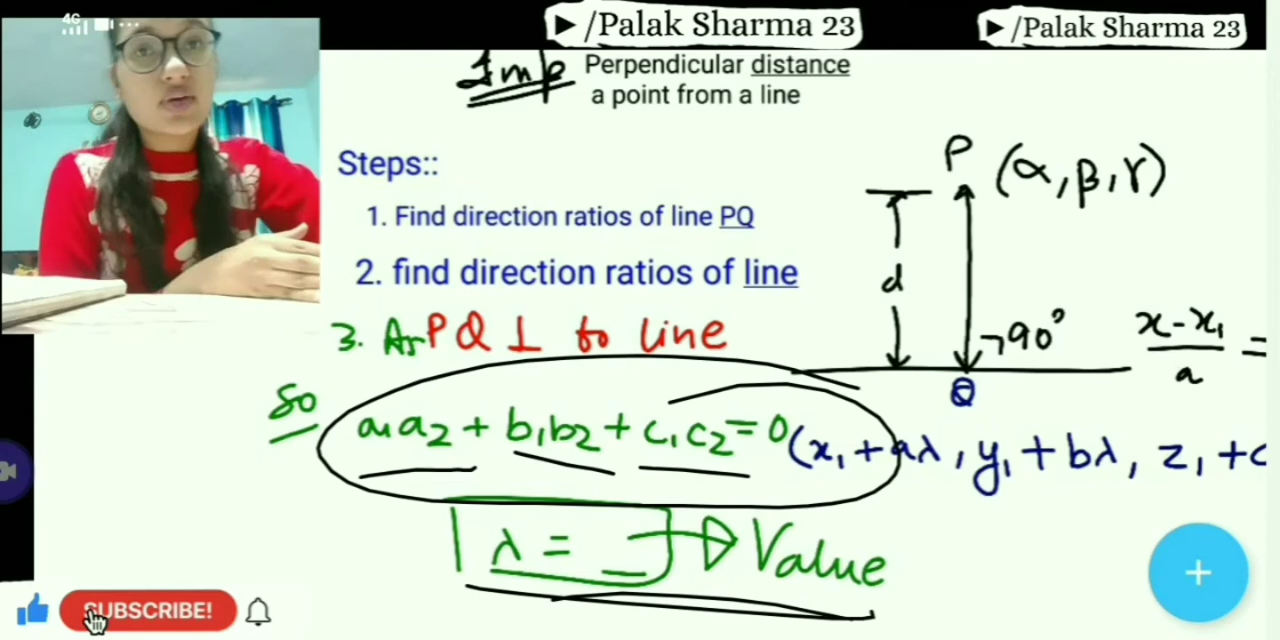 4G
▶/Palak Sharma 23
▶/Palak Sharma 23
Imp Perpendicular distance
a point from a line
Steps::
1. Find direction ratios of line PQ
2. find direction ratios of line
3. As PQ ⊥ to line
So
a₁a₂ + b₁b₂ + c₁c₂ = 0
λ = _ → Value
P (α, β, γ)
d
90°
x-x₁/a =
Q
(x₁+aλ, y₁+bλ, z₁+c
SUBSCRIBE!